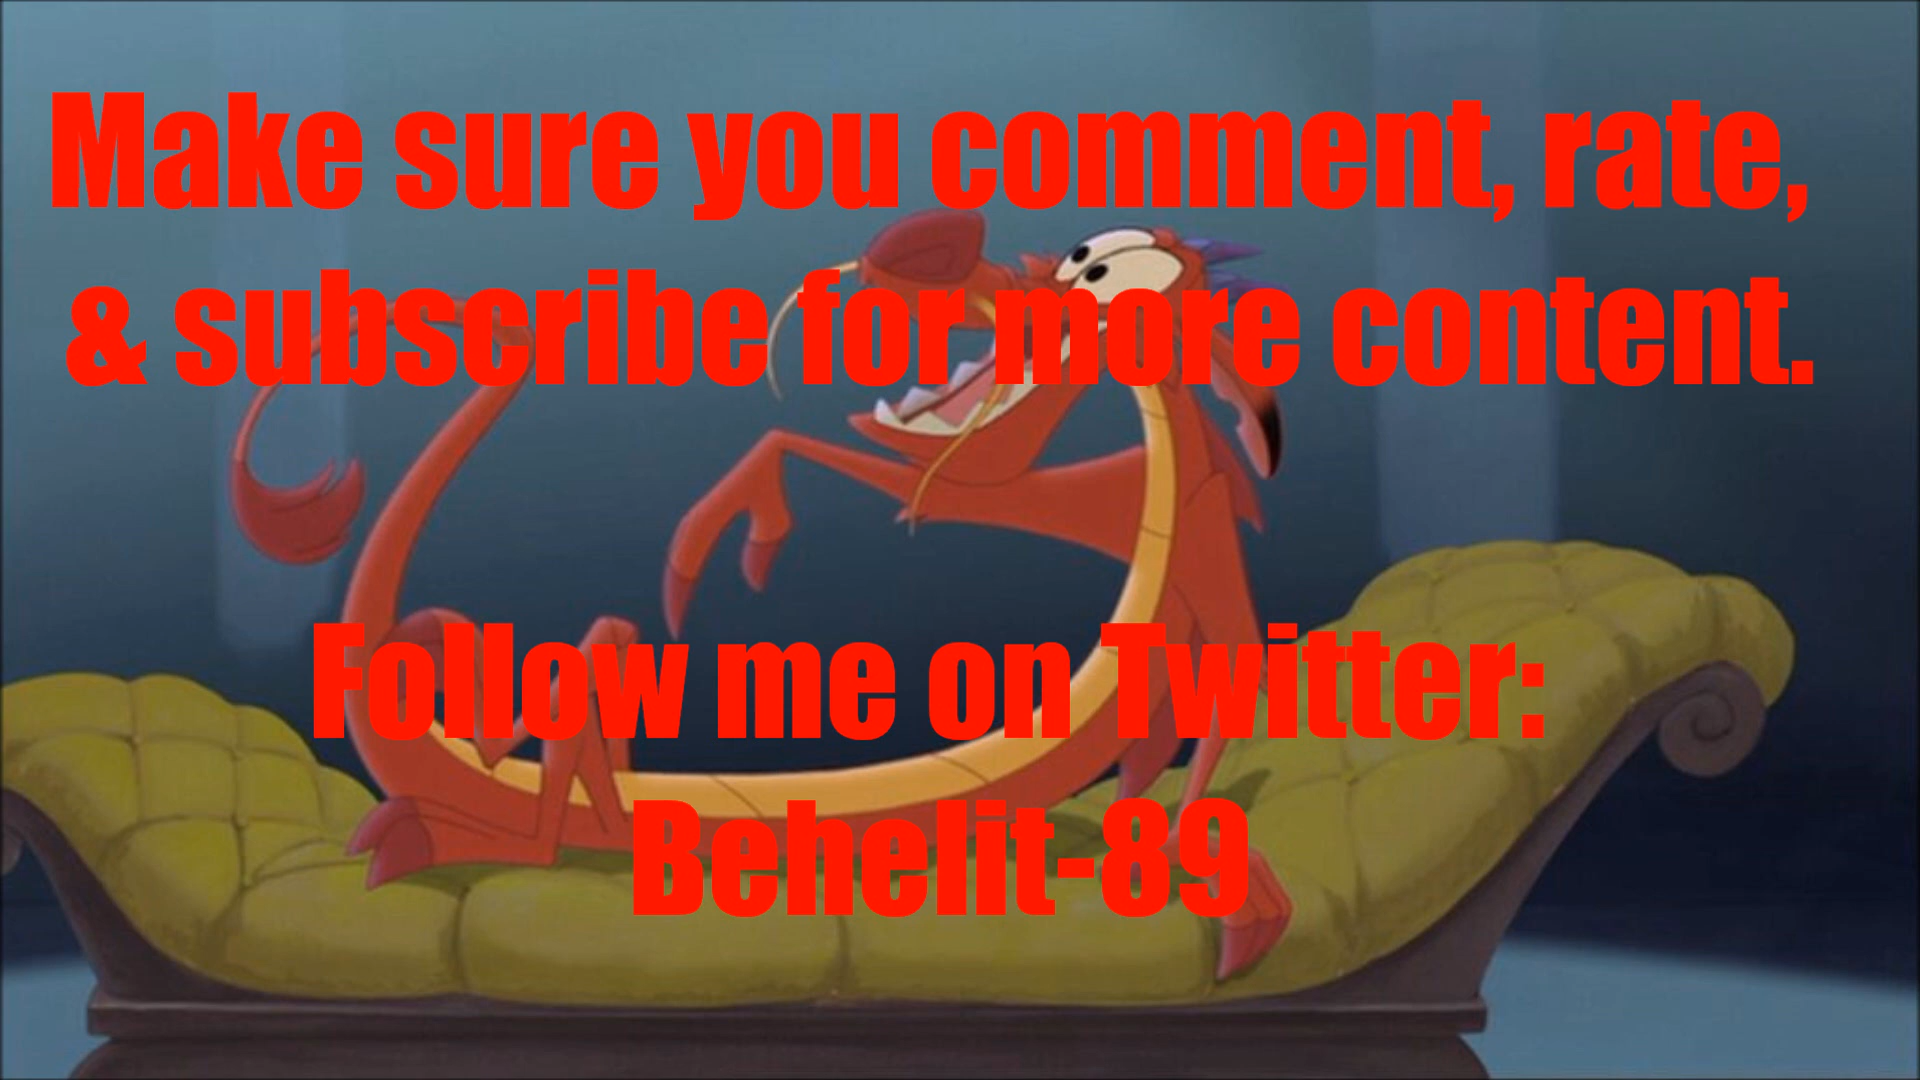 Make sure you comment, rate,
& subscribe for more content.
Follow me on Twitter:
Behelit-89